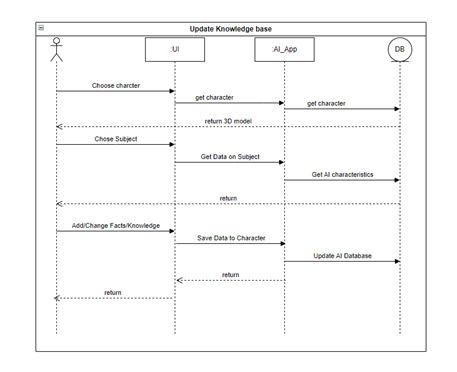 Update Knowledge base
:UI
:AI_App
DB
Choose charcter
get character
get character
return 3D model
Chose Subject
Get Data on Subject
Get AI characteristics
return
Add/Change Facts/Knowledge
Save Data to Character
Update AI Database
return
return